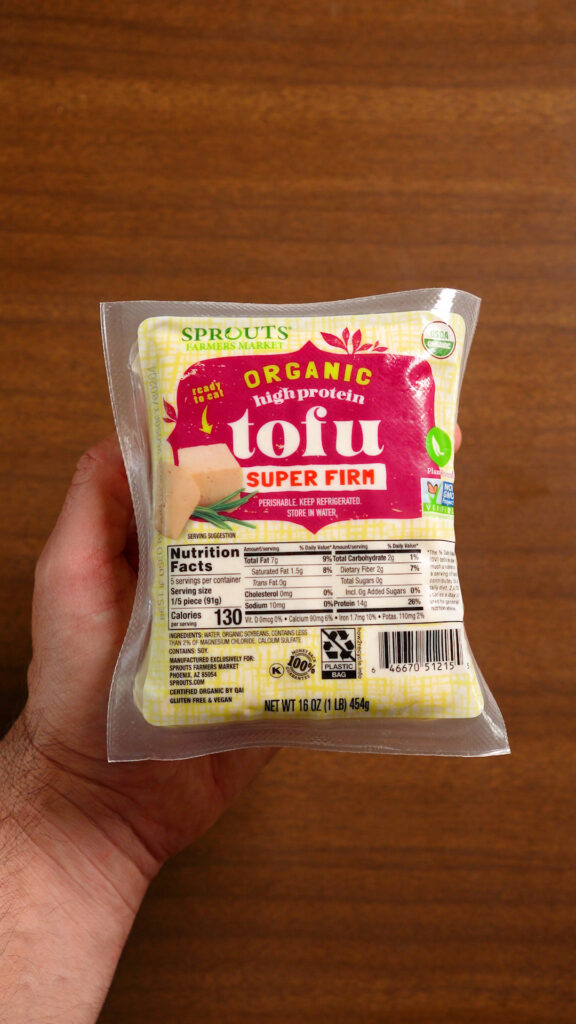 SPROUTS
FARMERS MARKET
USDA
ORGANIC
ORGANIC
high protein
ready
to eat
tofu
SUPER FIRM
PERISHABLE. KEEP REFRIGERATED.
STORE IN WATER.
NON
GMO
Project
VERIFIED
SERVING SUGGESTION
Nutrition
Facts
5 servings per container
Serving size
1/5 piece (91g)
Calories 130
per serving
Amount/serving % Daily Value* Amount/serving % Daily Value*
Total Fat 7g 9% Total Carbohydrate 2g 1%
Saturated Fat 1.5g 8% Dietary Fiber 2g 7%
Trans Fat 0g Total Sugars 0g
Cholesterol 0mg 0% Incl. 0g Added Sugars 0%
Sodium 10mg 0% Protein 14g 26%
Vit. D 0mcg 0% • Calcium 90mg 6% • Iron 1.7mg 10% • Potas. 110mg 2%
INGREDIENTS: WATER, ORGANIC SOYBEANS, CONTAINS LESS
THAN 2% OF MAGNESIUM CHLORIDE, CALCIUM SULFATE.
CONTAINS: SOY.
MANUFACTURED EXCLUSIVELY FOR:
SPROUTS FARMERS MARKET
PHOENIX, AZ 85054
SPROUTS.COM
CERTIFIED ORGANIC BY QAI
GLUTEN FREE & VEGAN
K
MONEY BACK
100%
GUARANTEE
PLASTIC
BAG
how2recycle.info
6 46670 51215
NET WT 16 OZ (1 LB) 454g